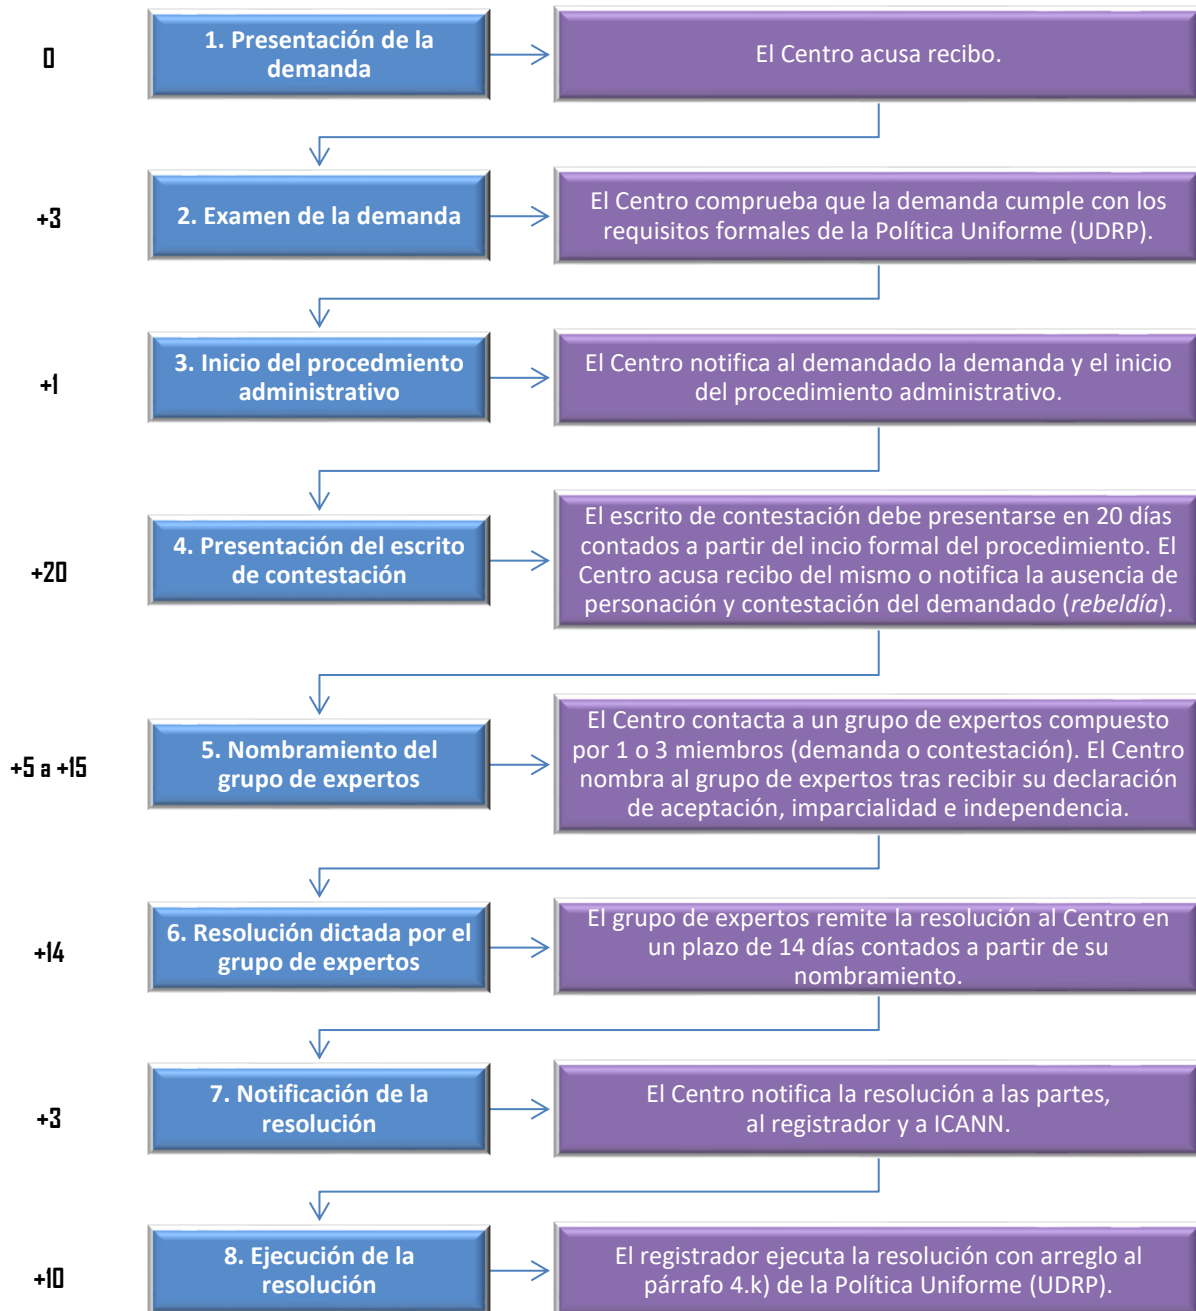 0
1. Presentación de la
demanda
El Centro acusa recibo.
+3
2. Examen de la demanda
El Centro comprueba que la demanda cumple con los
requisitos formales de la Política Uniforme (UDRP).
+1
3. Inicio del procedmiento
administrativo
El Centro notifica al demandado la demanda y el inicio
del procedimiento administrativo.
+20
4. Presentación del escrito
de contestación
El escrito de contestación debe presentarse en 20 días
contados a partir del incio formal del procedimiento. El
Centro acusa recibo del mismo o notifica la ausencia de
personación y contestación del demandado (rebeldía).
+5 a +15
5. Nombramiento del
grupo de expertos
El Centro contacta a un grupo de expertos compuesto
por 1 o 3 miembros (demanda o contestación). El Centro
nombra al grupo de expertos tras recibir su declaración
de aceptación, imparcialidad e independencia.
+14
6. Resolución dictada por el
grupo de expertos
El grupo de expertos remite la resolución al Centro en
un plazo de 14 días contados a partir de su
nombramiento.
+3
7. Notificación de la
resolución
El Centro notifica la resolución a las partes,
al registrador y a ICANN.
+10
8. Ejecución de la
resolución
El registrador ejecuta la resolución con arreglo al
párrafo 4.k) de la Política Uniforme (UDRP).